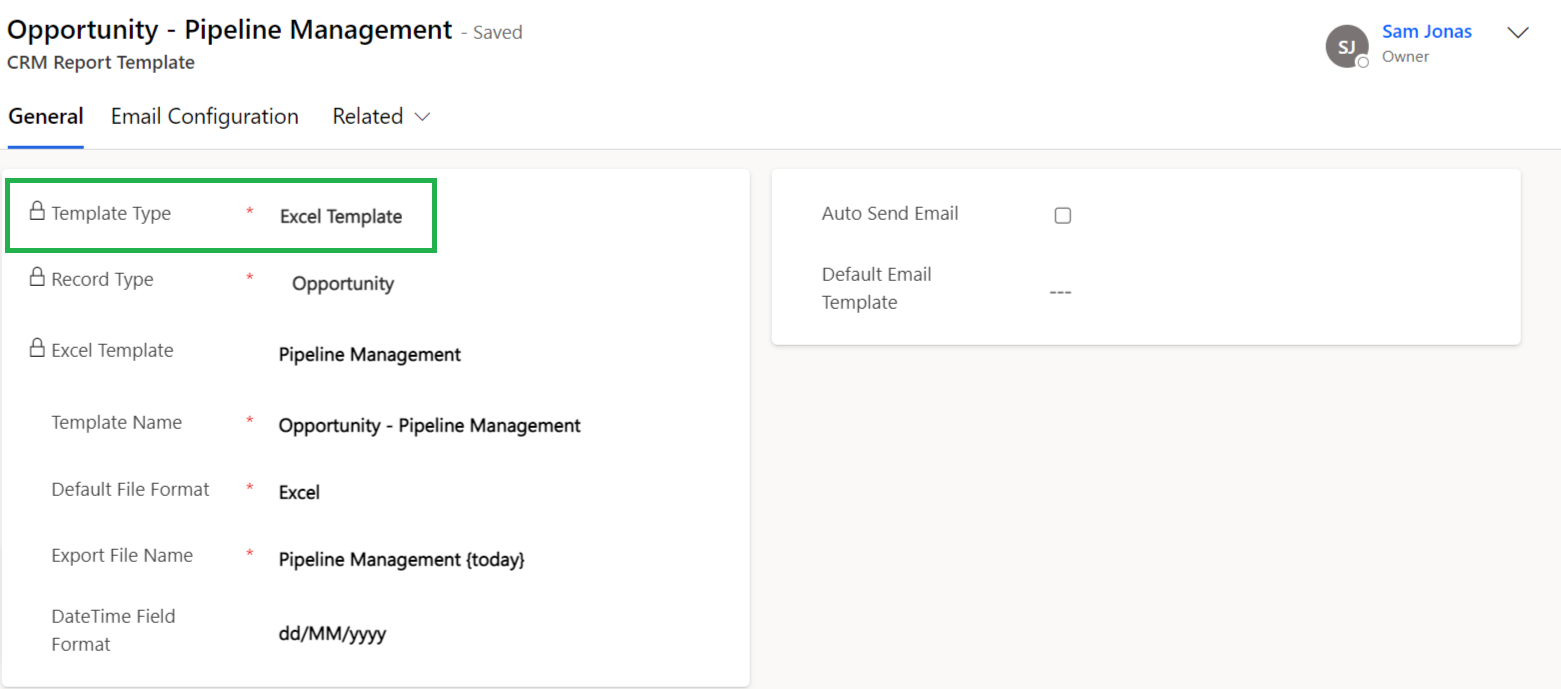 Opportunity - Pipeline Management - Saved
CRM Report Template
SJ
Sam Jonas
Owner
General Email Configuration Related
Template Type * Excel Template
Record Type * Opportunity
Excel Template Pipeline Management
Template Name * Opportunity - Pipeline Management
Default File Format * Excel
Export File Name * Pipeline Management {today}
DateTime Field
Format
dd/MM/yyyy
Auto Send Email
Default Email
Template
---